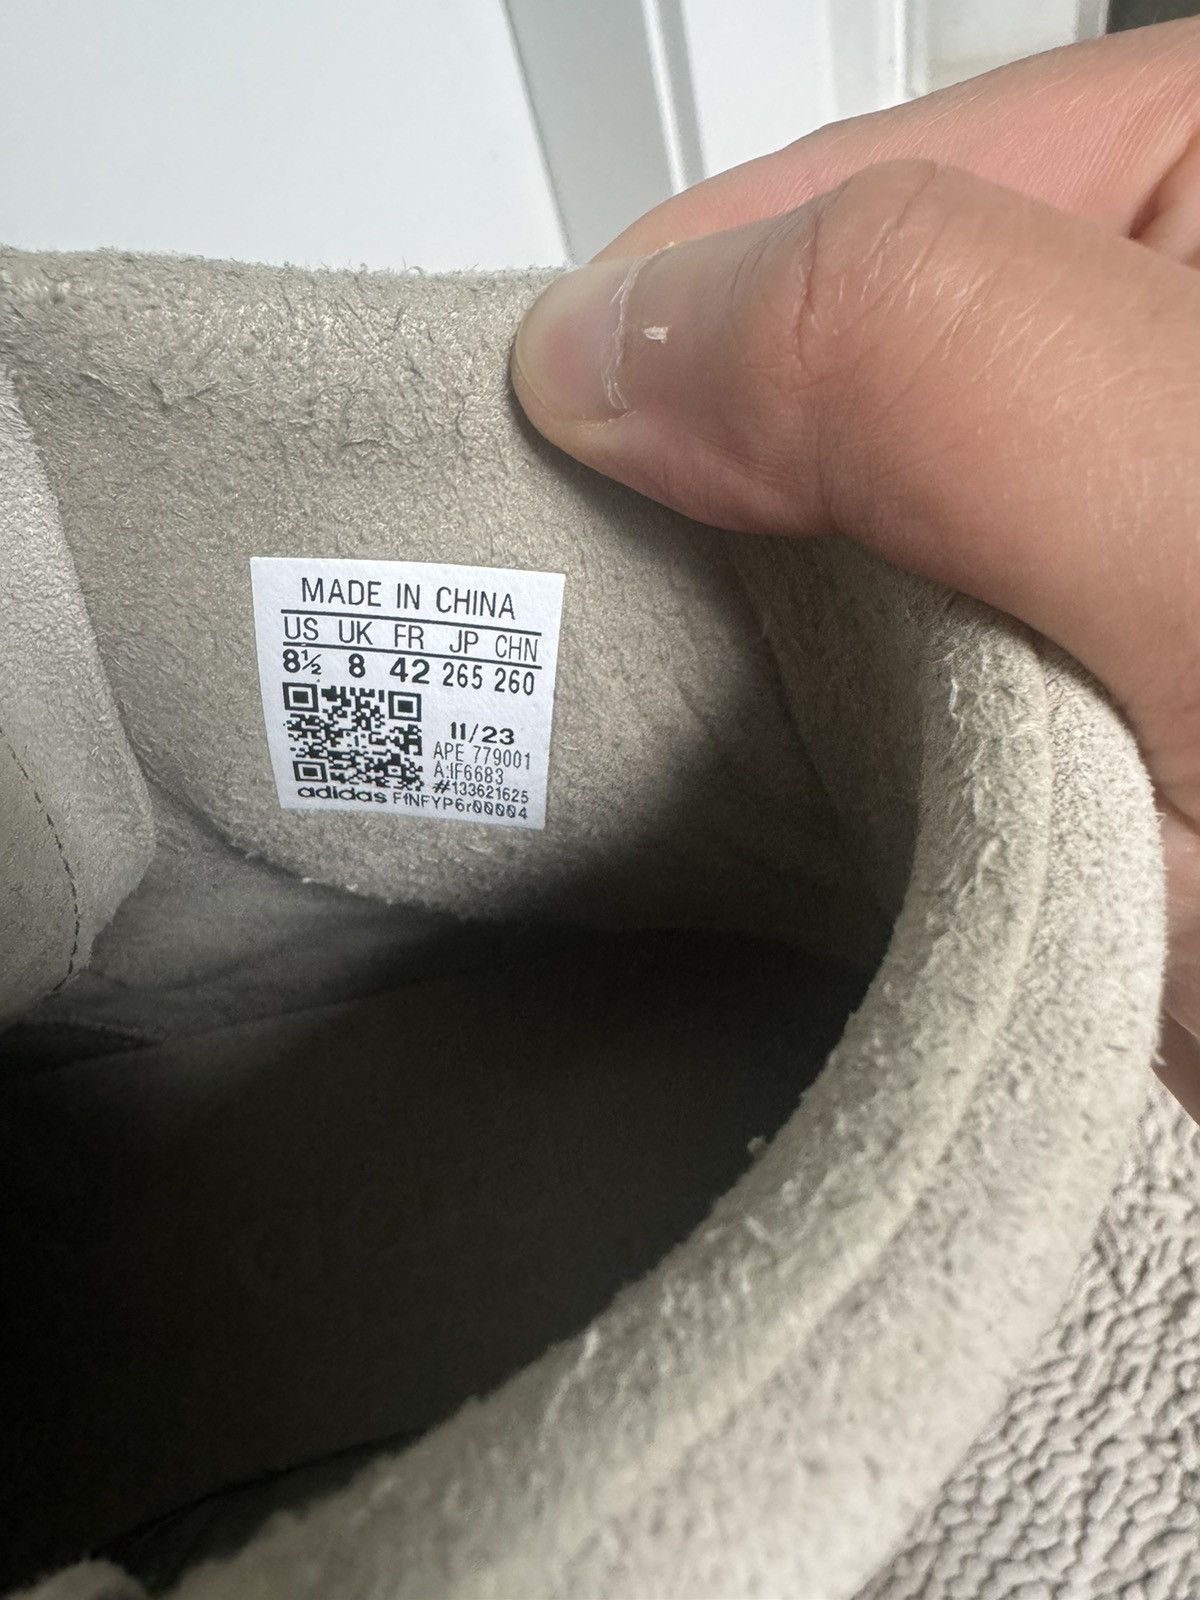 MADE IN CHINA
US UK FR JP CHN
8½ 8 42 265 260
11/23
APE 779001
A:IF6683
#133621625
adidas FfNFYP6r00004